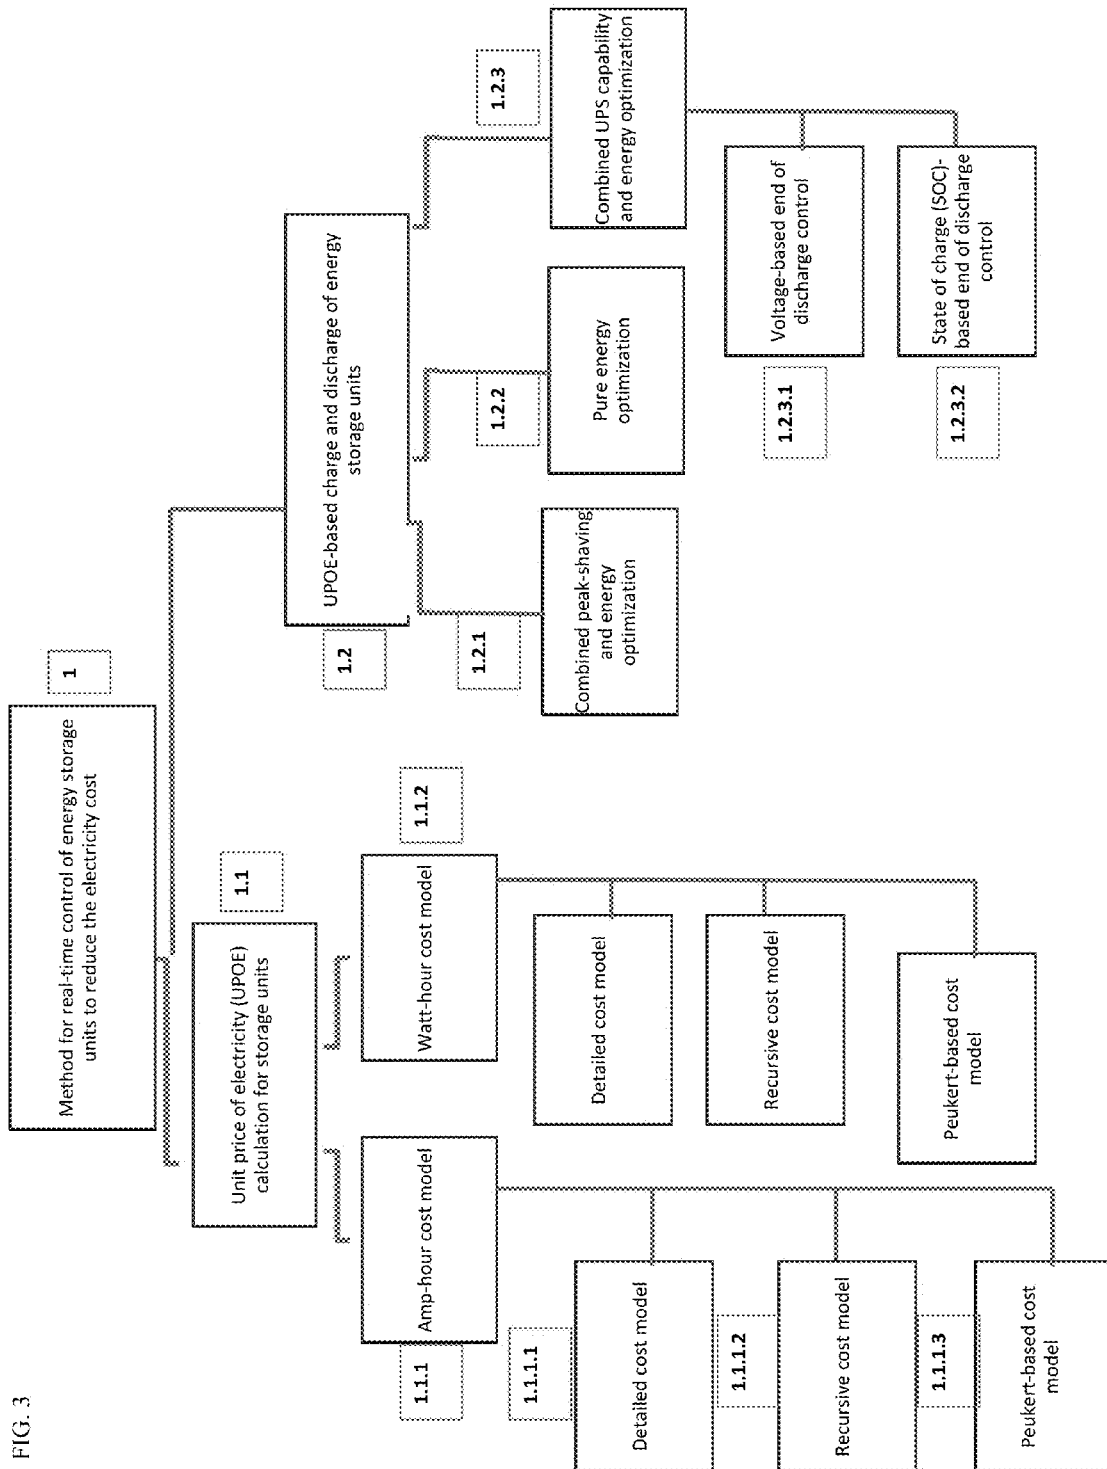 FIG. 3
Method for real-time control of energy storage
units to reduce the electricity cost
1
Unit price of electricity (UPOE)
calculation for storage units
1.1
UPOE-based charge and discharge of energy
storage units
1.2
Amp-hour cost model
1.1.1
Watt-hour cost model
1.1.2
Detailed cost model
1.1.1.1
Recursive cost model
1.1.1.2
Peukert-based cost
model
1.1.1.3
Detailed cost model
Recursive cost model
Peukert-based cost
model
Combined peak-shaving
and energy
optimization
1.2.1
Pure energy
optimization
1.2.2
Combined UPS capability
and energy optimization
1.2.3
Voltage-based end of
discharge control
1.2.3.1
State of charge (SOC)-
based end of discharge
control
1.2.3.2